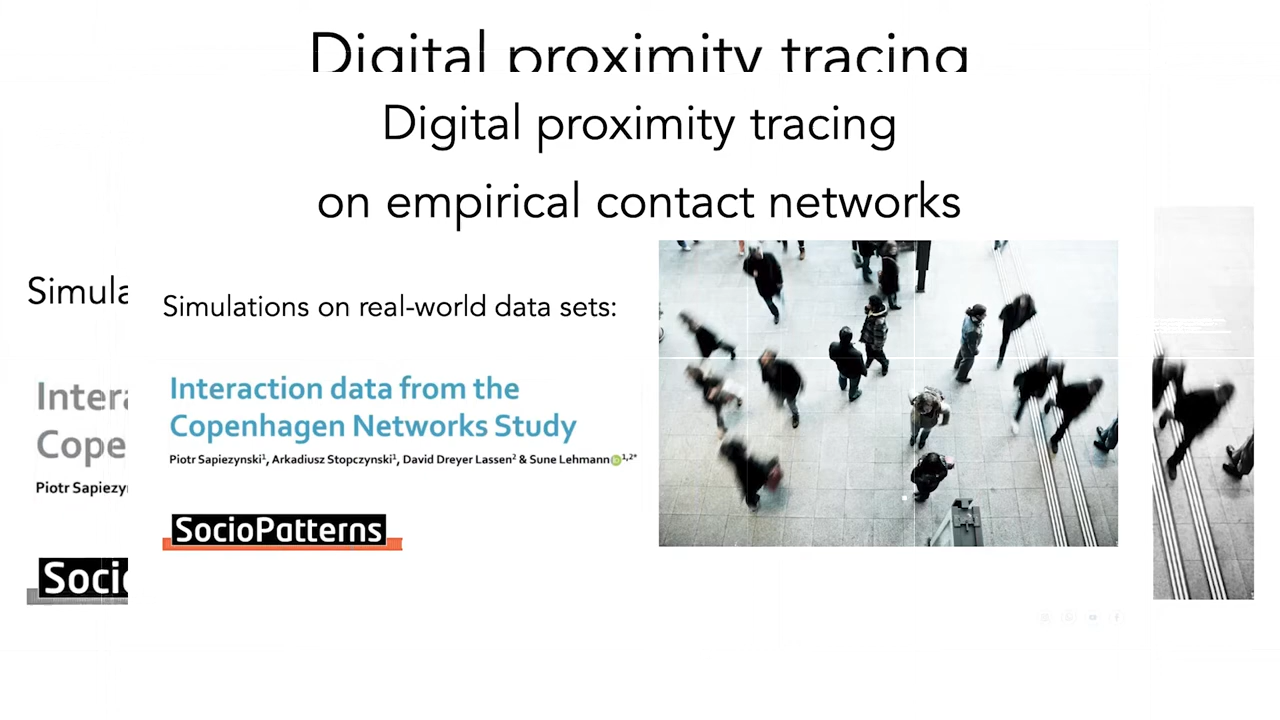 Digital proximity tracing
Digital proximity tracing
on empirical contact networks
Simula
Simulations on real-world data sets:
Inter
Cope
Piotr Sapiezy
Interaction data from the
Copenhagen Networks Study
Piotr Sapiezynski¹, Arkadiusz Stopczynski¹, David Dreyer Lassen² & Sune Lehmann¹,²*
Soci
SocioPatterns